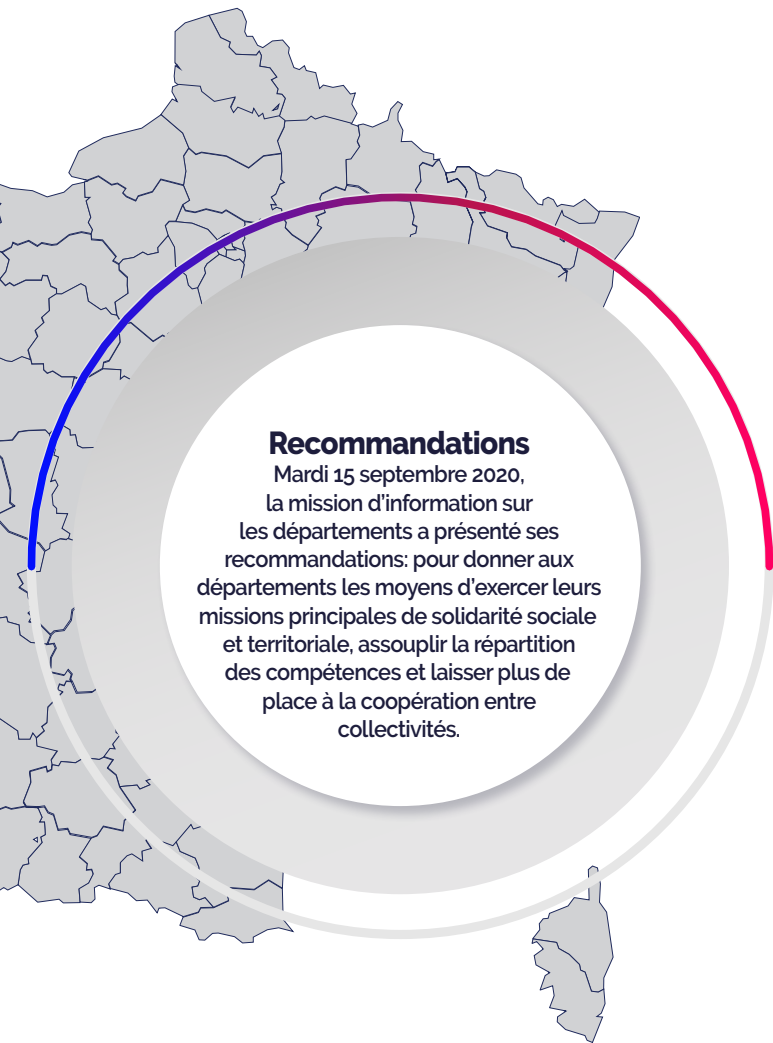 Recommandations
Mardi 15 septembre 2020,
la mission d’information sur
les départements a présenté ses
recommandations: pour donner aux
départements les moyens d’exercer leurs
missions principales de solidarité sociale
et territoriale, assouplir la répartition
des compétences et laisser plus de
place à la coopération entre
collectivités.